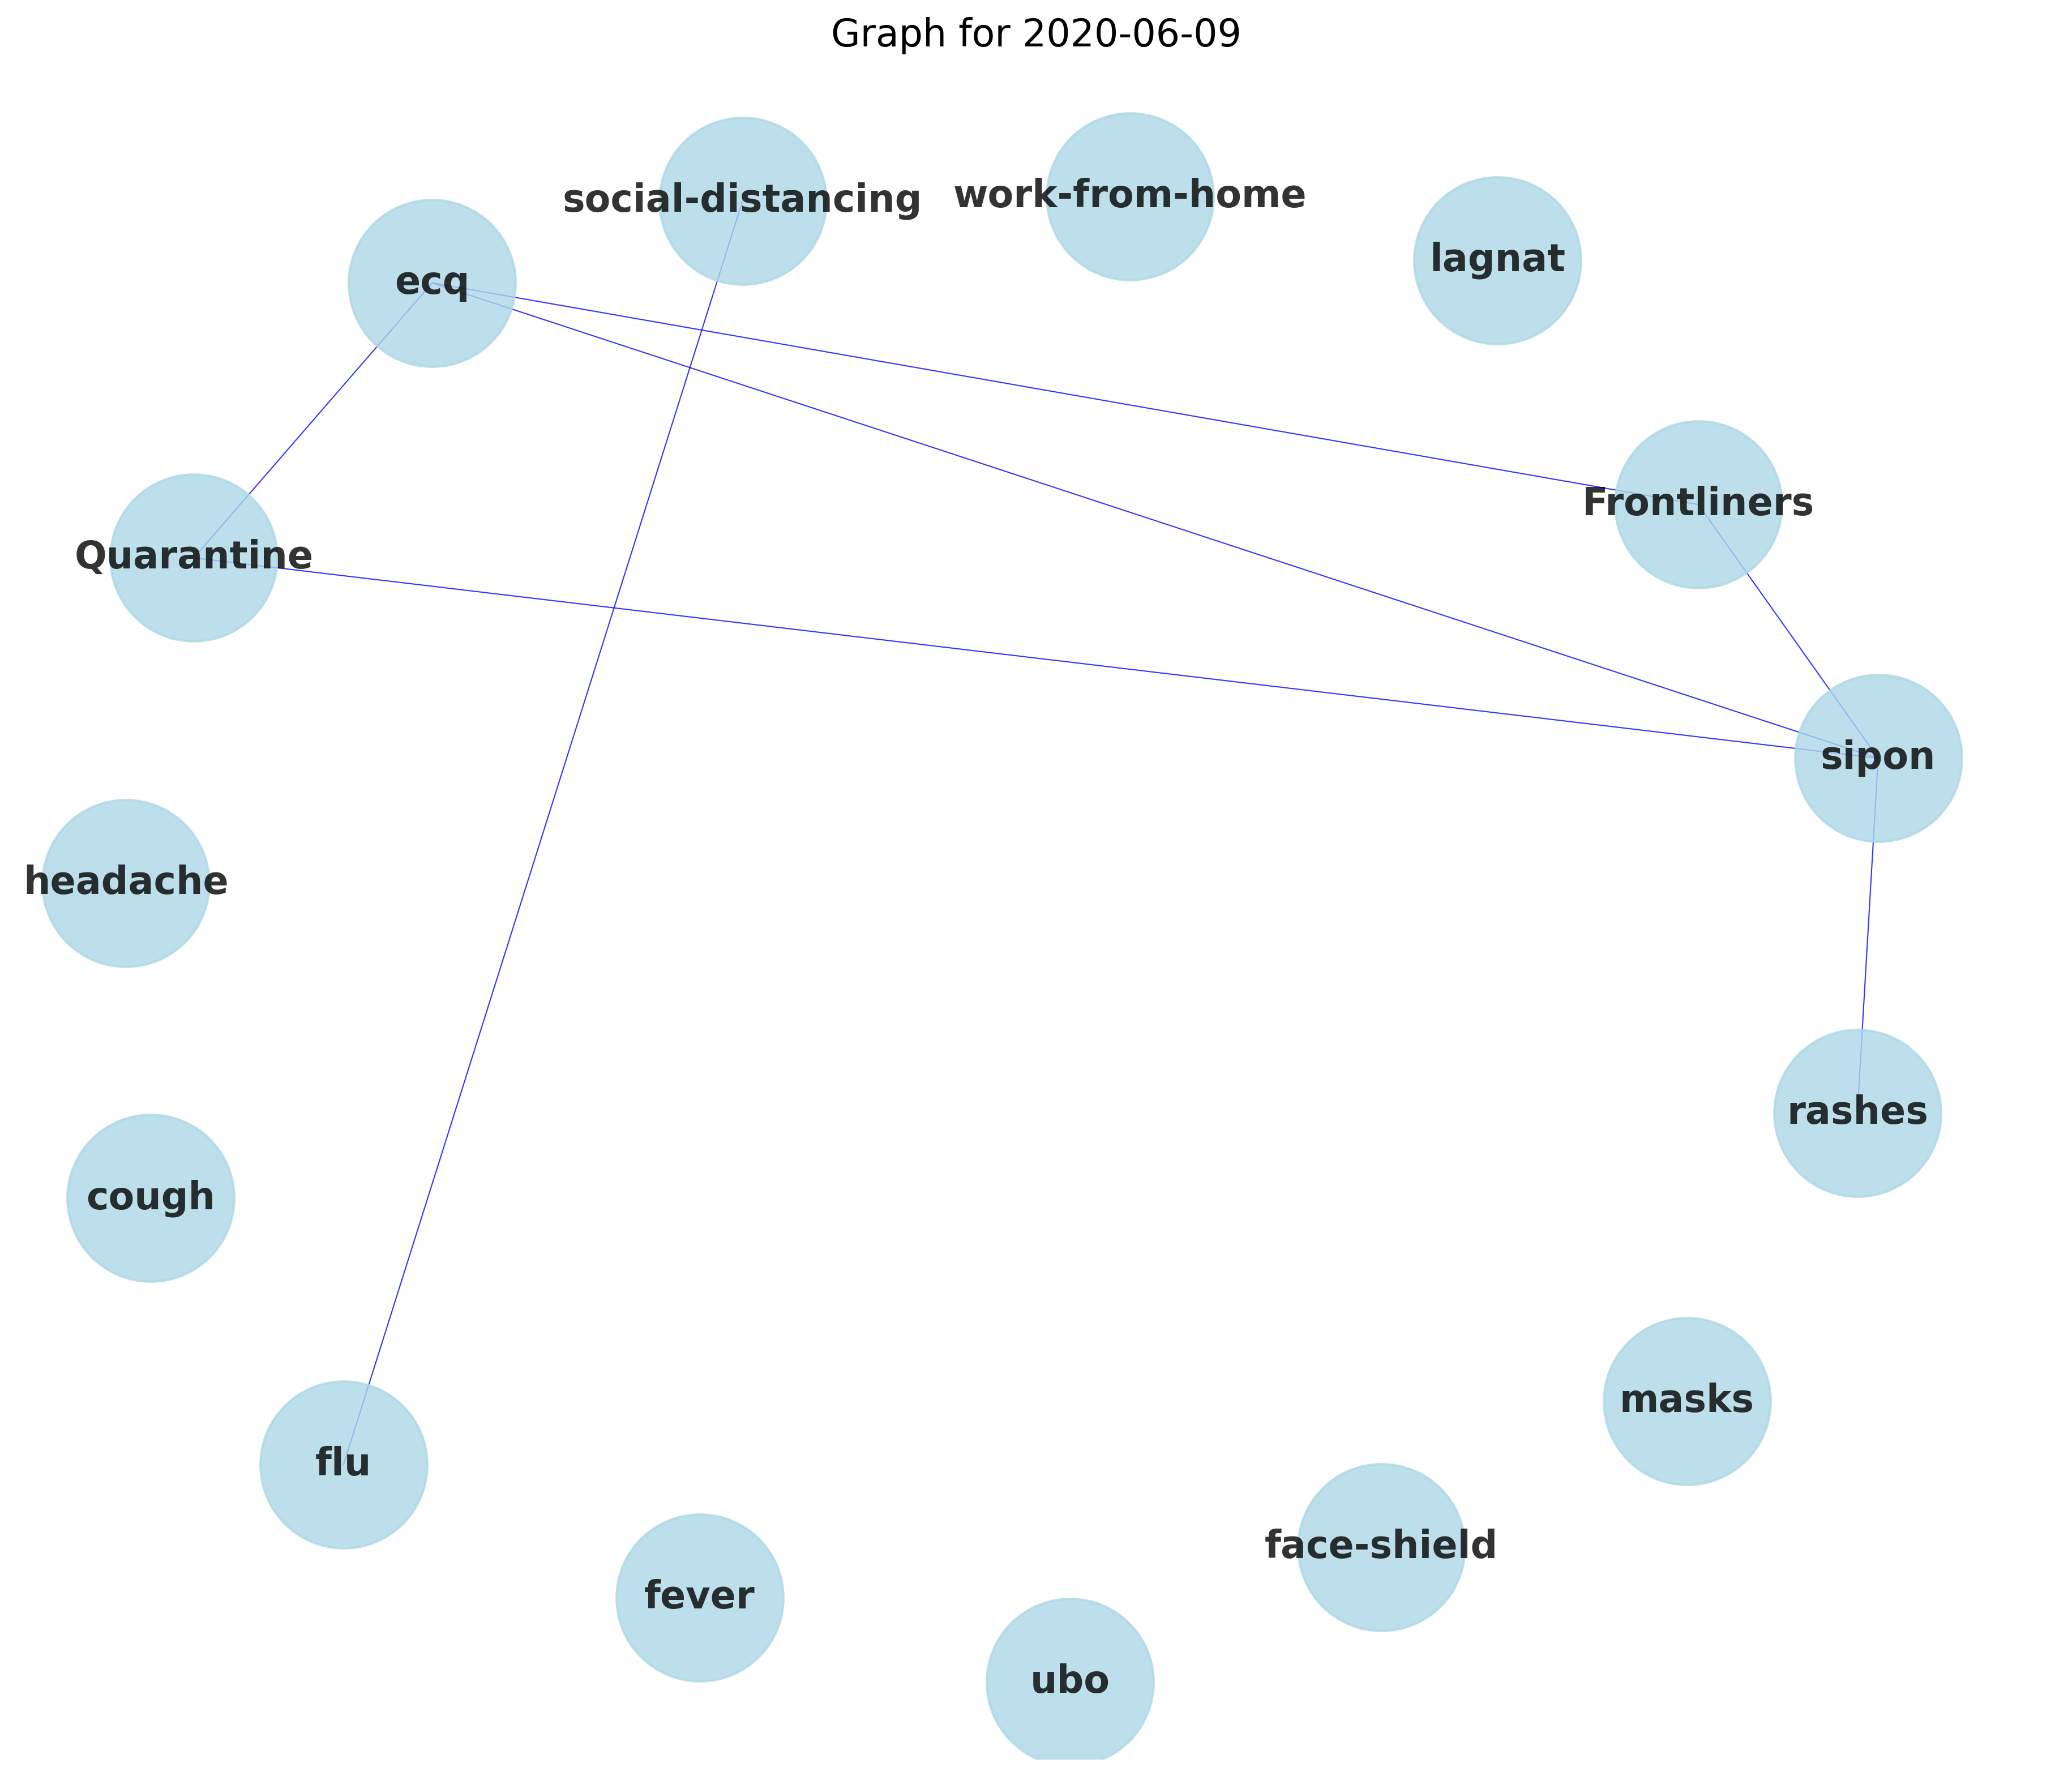 Graph for 2020-06-09
social-distancing
work-from-home
lagnat
ecq
Frontliners
Quarantine
sipon
headache
rashes
cough
masks
flu
face-shield
fever
ubo